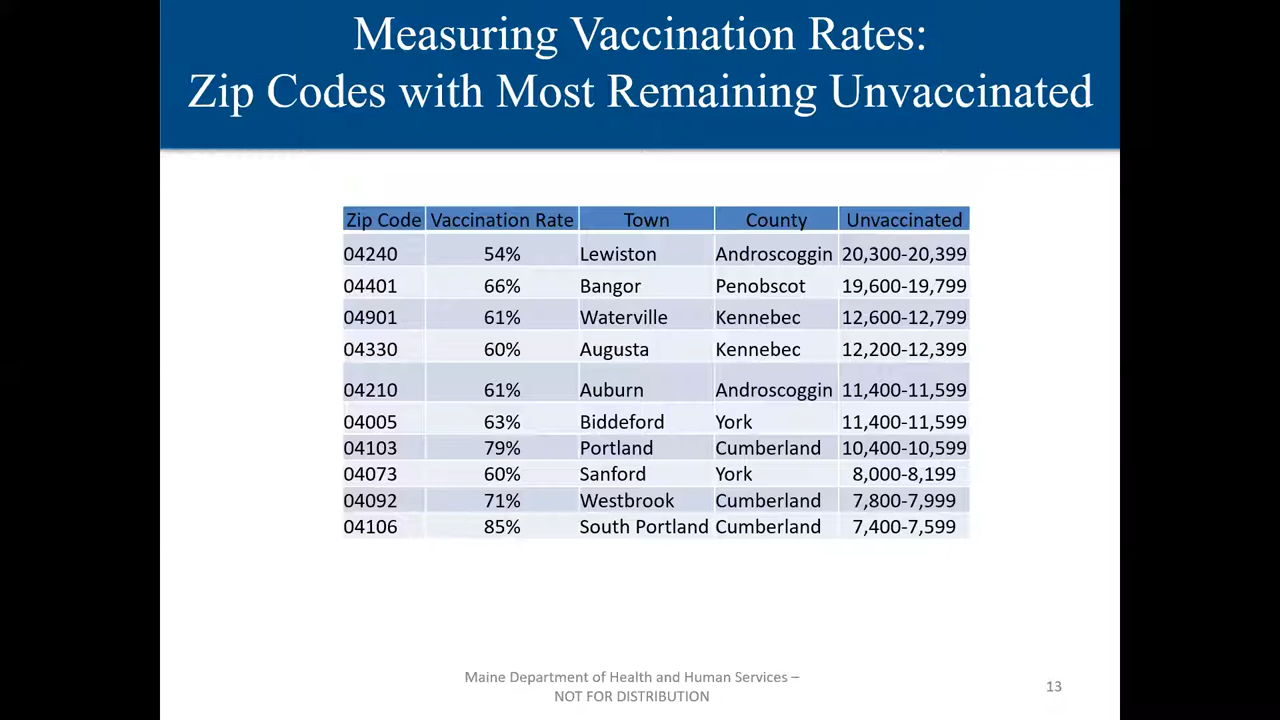 Measuring Vaccination Rates:
Zip Codes with Most Remaining Unvaccinated
Zip Code Vaccination Rate Town County Unvaccinated
04240 54% Lewiston Androscoggin 20,300-20,399
04401 66% Bangor Penobscot 19,600-19,799
04901 61% Waterville Kennebec 12,600-12,799
04330 60% Augusta Kennebec 12,200-12,399
04210 61% Auburn Androscoggin 11,400-11,599
04005 63% Biddeford York 11,400-11,599
04103 79% Portland Cumberland 10,400-10,599
04073 60% Sanford York 8,000-8,199
04092 71% Westbrook Cumberland 7,800-7,999
04106 85% South Portland Cumberland 7,400-7,599
Maine Department of Health and Human Services –
NOT FOR DISTRIBUTION
13